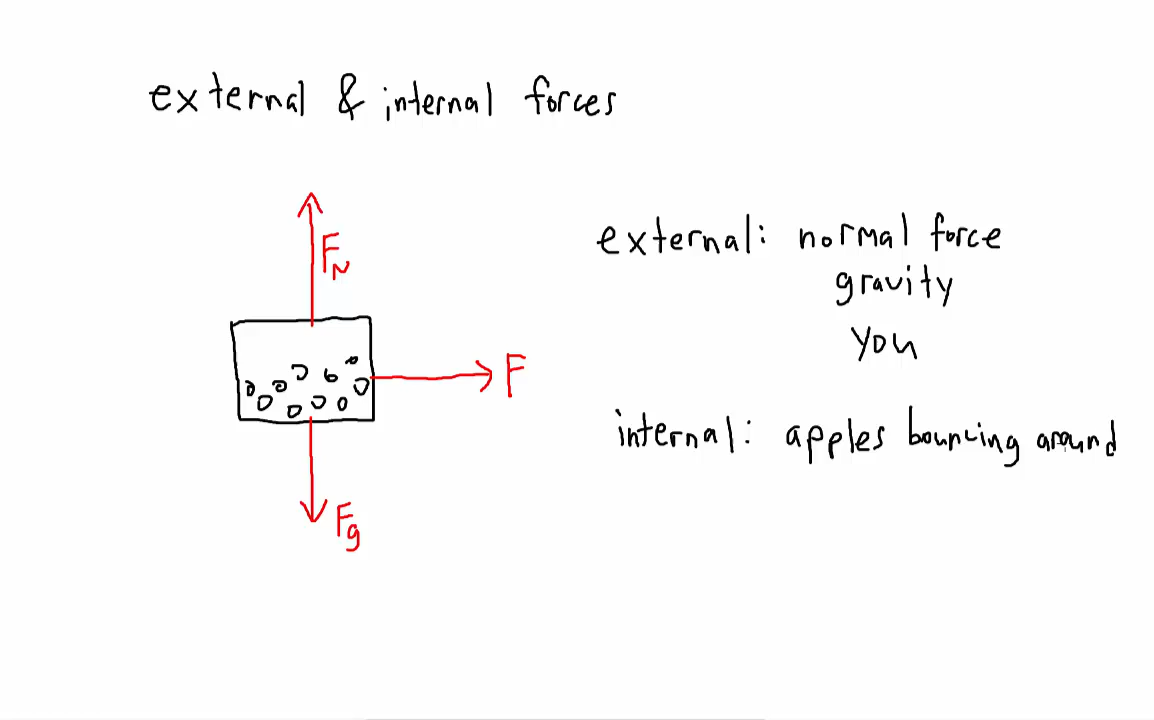 external & internal forces
F_N
external: normal force
gravity
you
F
internal: apples bouncing around
F_g